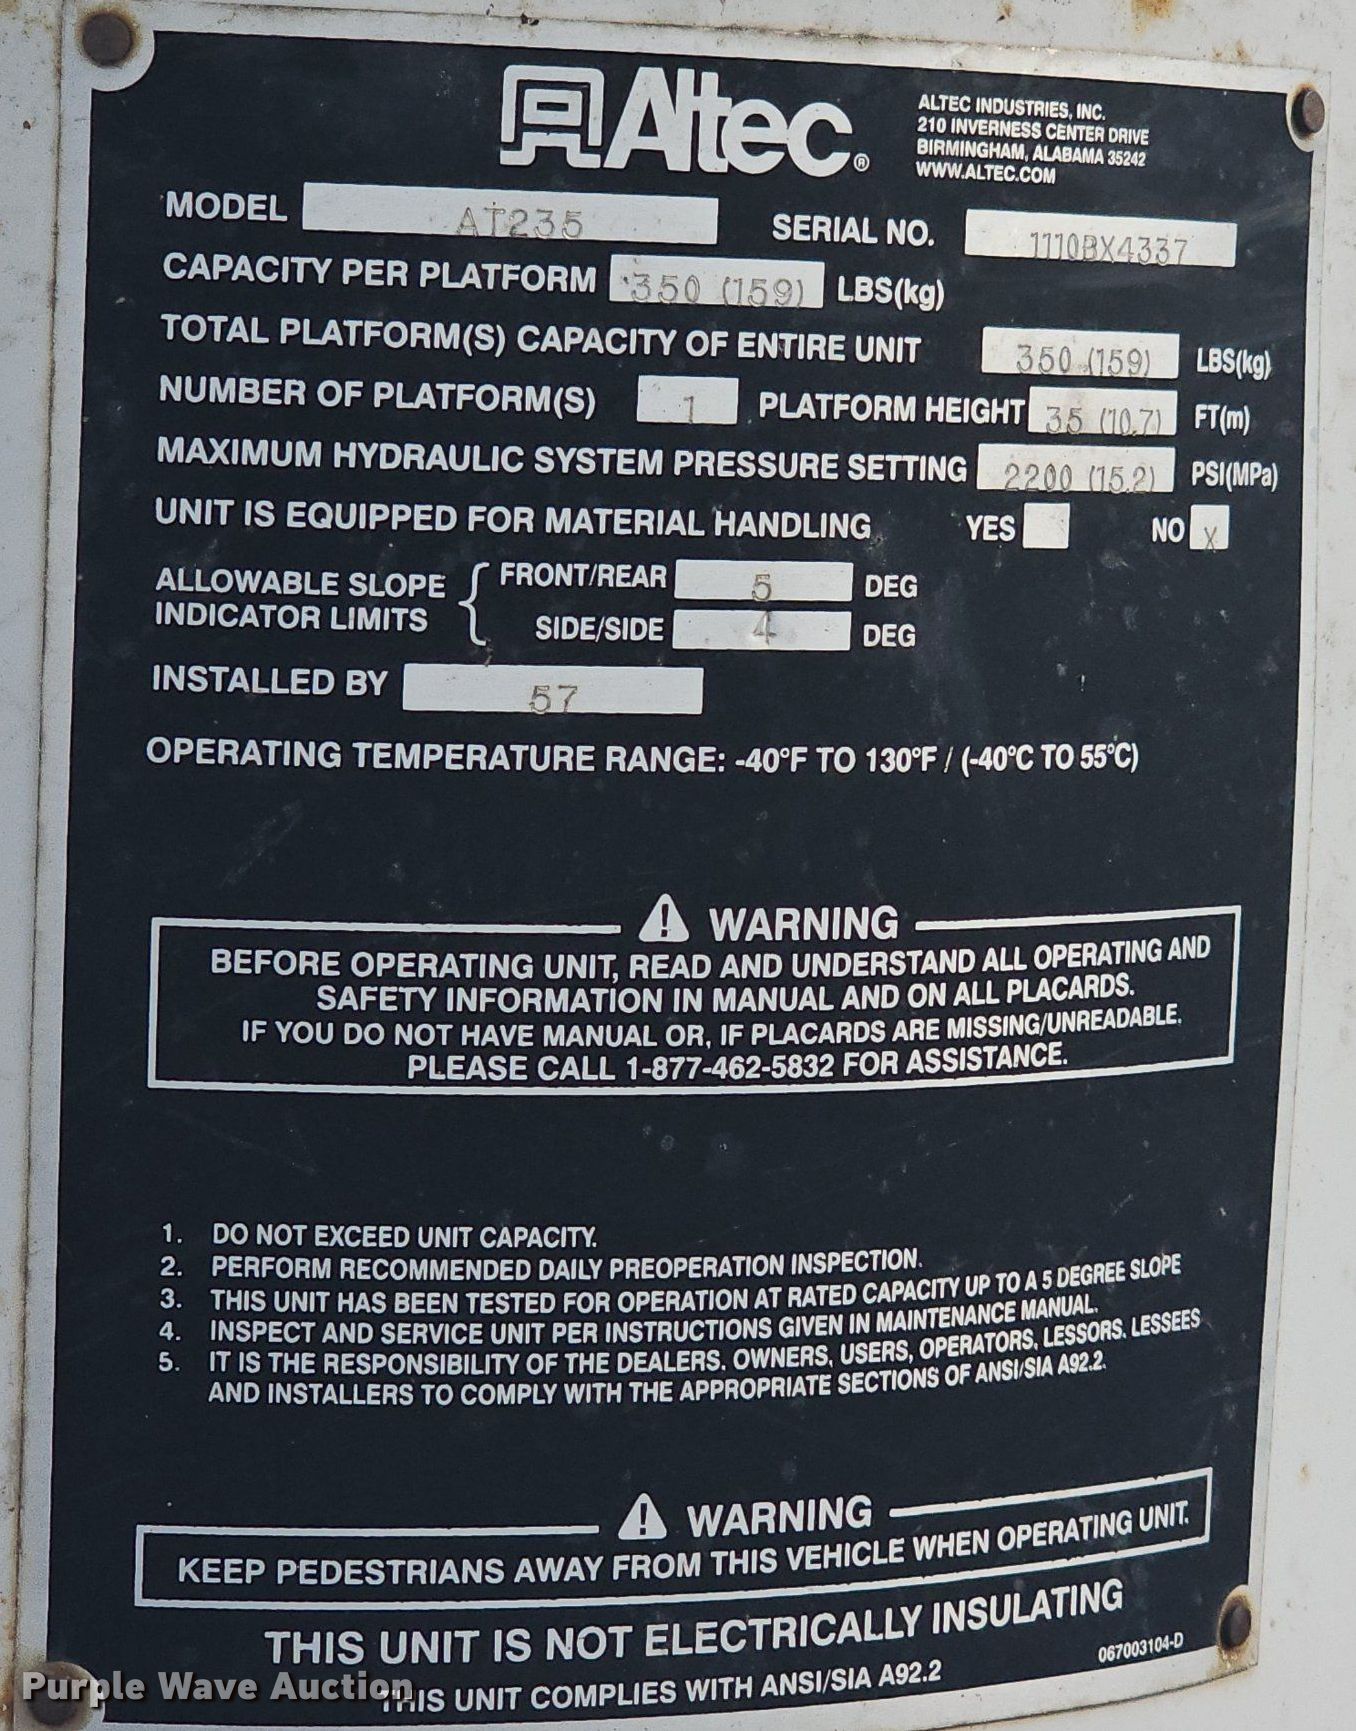 Altec®
ALTEC INDUSTRIES, INC.
210 INVERNESS CENTER DRIVE
BIRMINGHAM, ALABAMA 35242
WWW.ALTEC.COM
MODEL AT235 SERIAL NO. 1110BX4337
CAPACITY PER PLATFORM 350 (159) LBS(kg)
TOTAL PLATFORM(S) CAPACITY OF ENTIRE UNIT 350 (159) LBS(kg)
NUMBER OF PLATFORM(S) 1 PLATFORM HEIGHT 35 (10.7) FT(m)
MAXIMUM HYDRAULIC SYSTEM PRESSURE SETTING 2200 (15.2) PSI(MPa)
UNIT IS EQUIPPED FOR MATERIAL HANDLING YES NO X
ALLOWABLE SLOPE INDICATOR LIMITS
FRONT/REAR 5 DEG
SIDE/SIDE 4 DEG
INSTALLED BY 57
OPERATING TEMPERATURE RANGE: -40°F TO 130°F / (-40°C TO 55°C)
WARNING
BEFORE OPERATING UNIT, READ AND UNDERSTAND ALL OPERATING AND
SAFETY INFORMATION IN MANUAL AND ON ALL PLACARDS.
IF YOU DO NOT HAVE MANUAL OR, IF PLACARDS ARE MISSING/UNREADABLE.
PLEASE CALL 1-877-462-5832 FOR ASSISTANCE.
1. DO NOT EXCEED UNIT CAPACITY.
2. PERFORM RECOMMENDED DAILY PREOPERATION INSPECTION.
3. THIS UNIT HAS BEEN TESTED FOR OPERATION AT RATED CAPACITY UP TO A 5 DEGREE SLOPE
4. INSPECT AND SERVICE UNIT PER INSTRUCTIONS GIVEN IN MAINTENANCE MANUAL.
5. IT IS THE RESPONSIBILITY OF THE DEALERS, OWNERS, USERS, OPERATORS, LESSORS, LESSEES
AND INSTALLERS TO COMPLY WITH THE APPROPRIATE SECTIONS OF ANSI/SIA A92.2.
WARNING
KEEP PEDESTRIANS AWAY FROM THIS VEHICLE WHEN OPERATING UNIT.
THIS UNIT IS NOT ELECTRICALLY INSULATING
067003104-D
THIS UNIT COMPLIES WITH ANSI/SIA A92.2
Purple Wave Auction